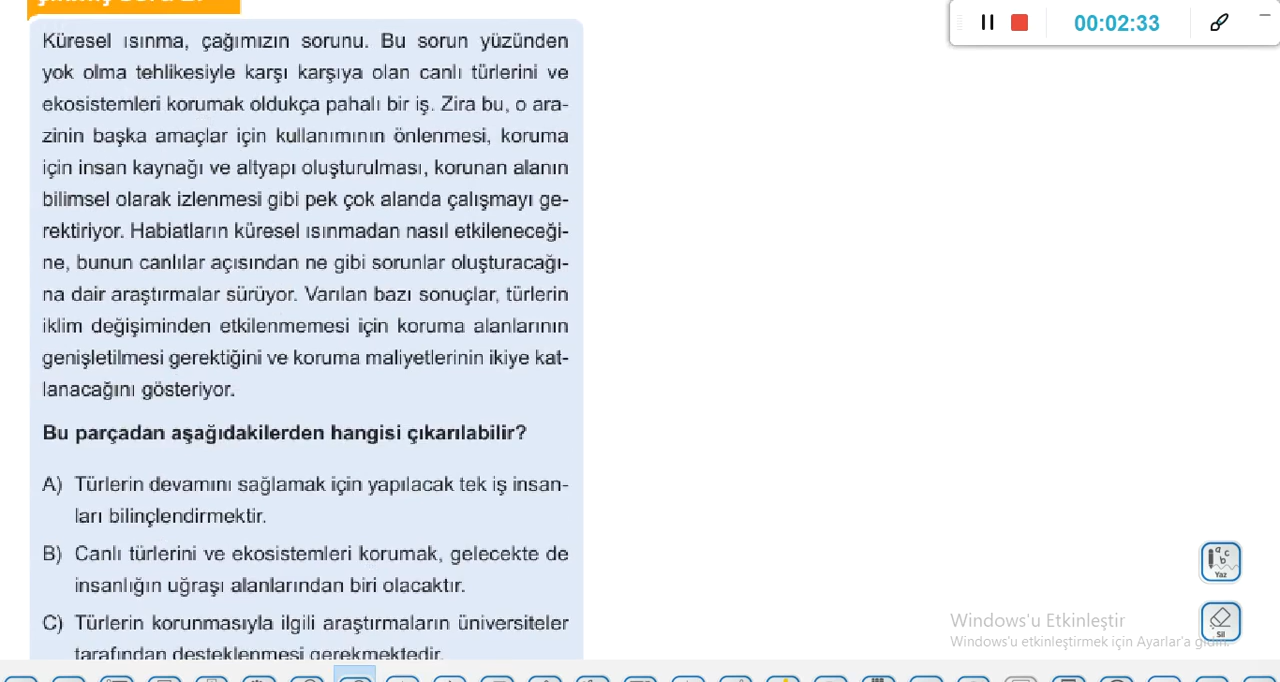 Küresel ısınma, çağımızın sorunu. Bu sorun yüzünden
yok olma tehlikesiyle karşı karşıya olan canlı türlerini ve
ekosistemleri korumak oldukça pahalı bir iş. Zira bu, o ara-
zinin başka amaçlar için kullanımının önlenmesi, koruma
için insan kaynağı ve altyapı oluşturulması, korunan alanın
bilimsel olarak izlenmesi gibi pek çok alanda çalışmayı ge-
rektiriyor. Habiatların küresel ısınmadan nasıl etkileneceği-
ne, bunun canlılar açısından ne gibi sorunlar oluşturacağı-
na dair araştırmalar sürüyor. Varılan bazı sonuçlar, türlerin
iklim değişiminden etkilenmemesi için koruma alanlarının
genişletilmesi gerektiğini ve koruma maliyetlerinin ikiye kat-
lanacağını gösteriyor.
Bu parçadan aşağıdakilerden hangisi çıkarılabilir?
A) Türlerin devamını sağlamak için yapılacak tek iş insan-
ları bilinçlendirmektir.
B) Canlı türlerini ve ekosistemleri korumak, gelecekte de
insanlığın uğraşı alanlarından biri olacaktır.
C) Türlerin korunmasıyla ilgili araştırmaların üniversiteler
tarafından desteklenmesi gerekmektedir.
00:02:33
a c
b
Yaz
Sil
Windows'u Etkinleştir
Windows'u etkinleştirmek için Ayarlar'a gidin.